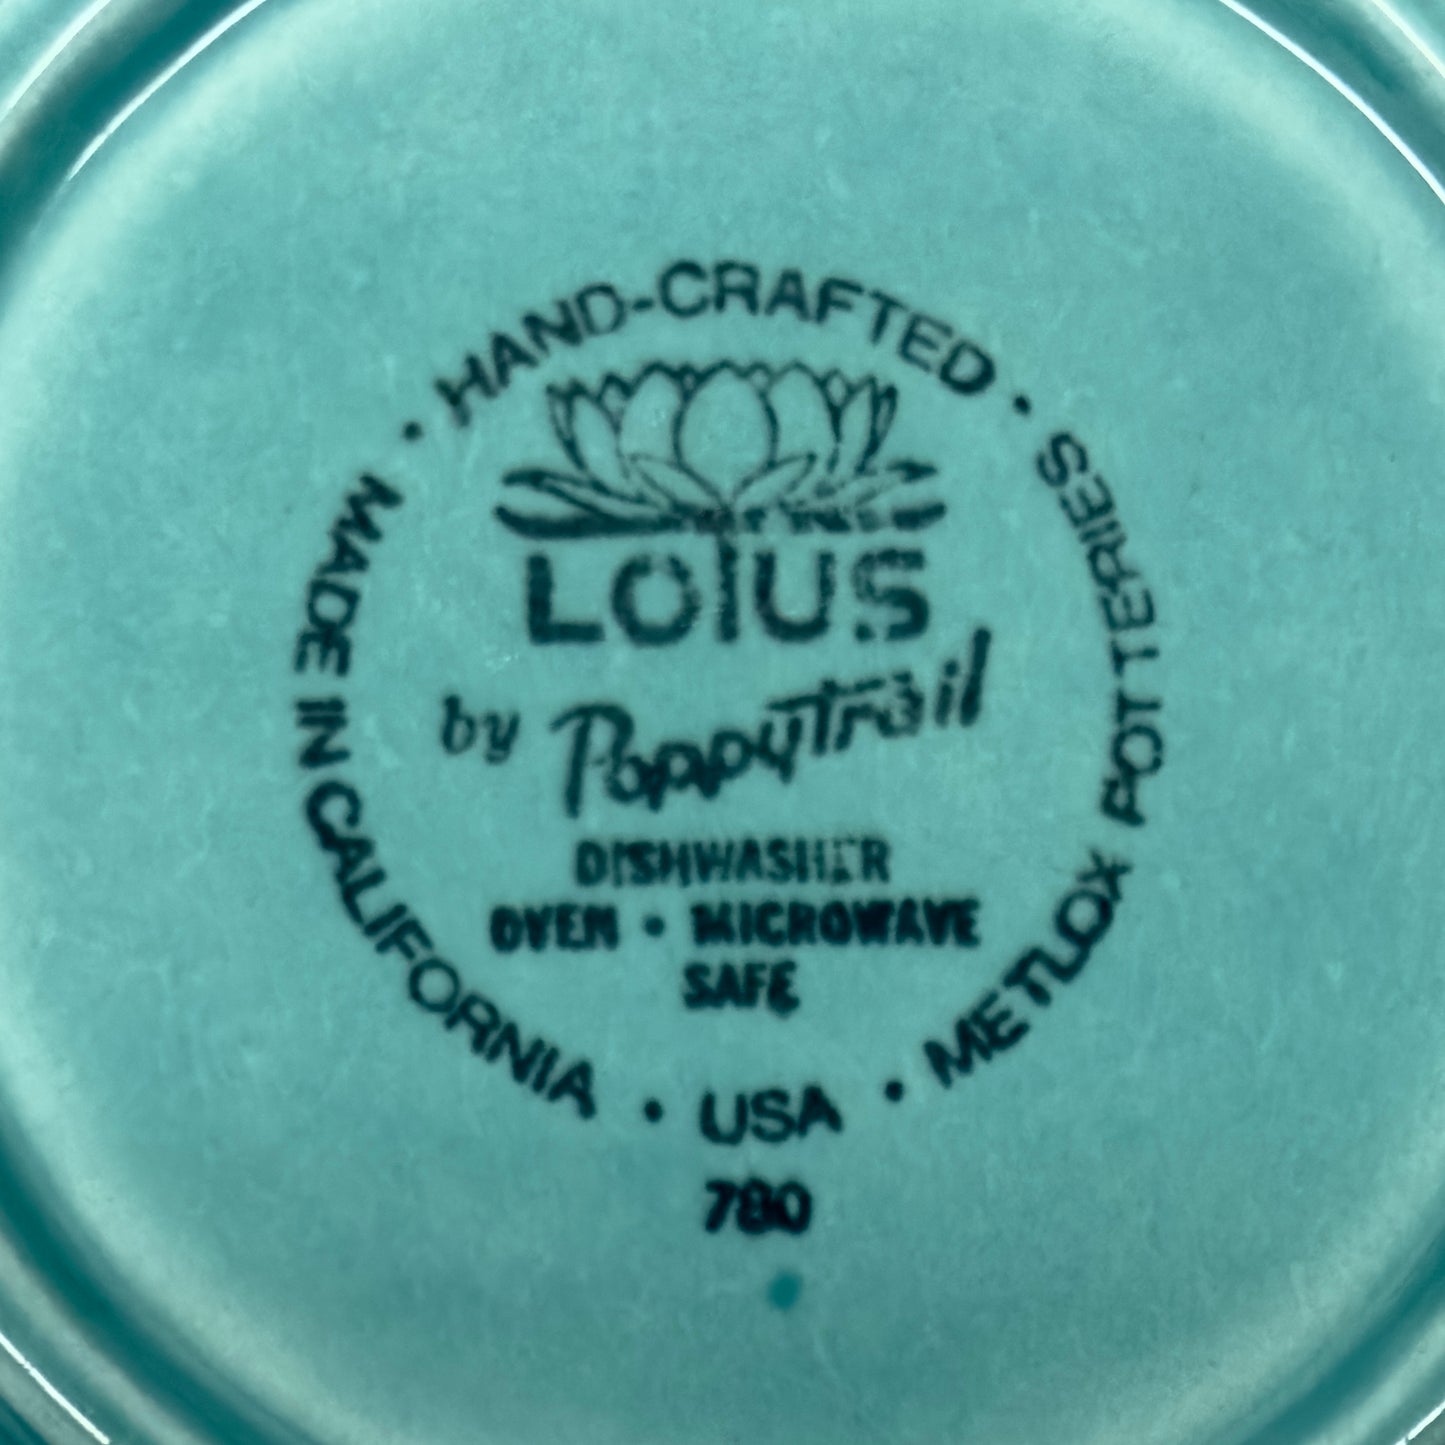 • HAND-CRAFTED •
LOTUS
by PoppyTrail
DISHWASHER
OVEN • MICROWAVE
SAFE
MADE IN CALIFORNIA • USA • METLOX POTTERIES
780